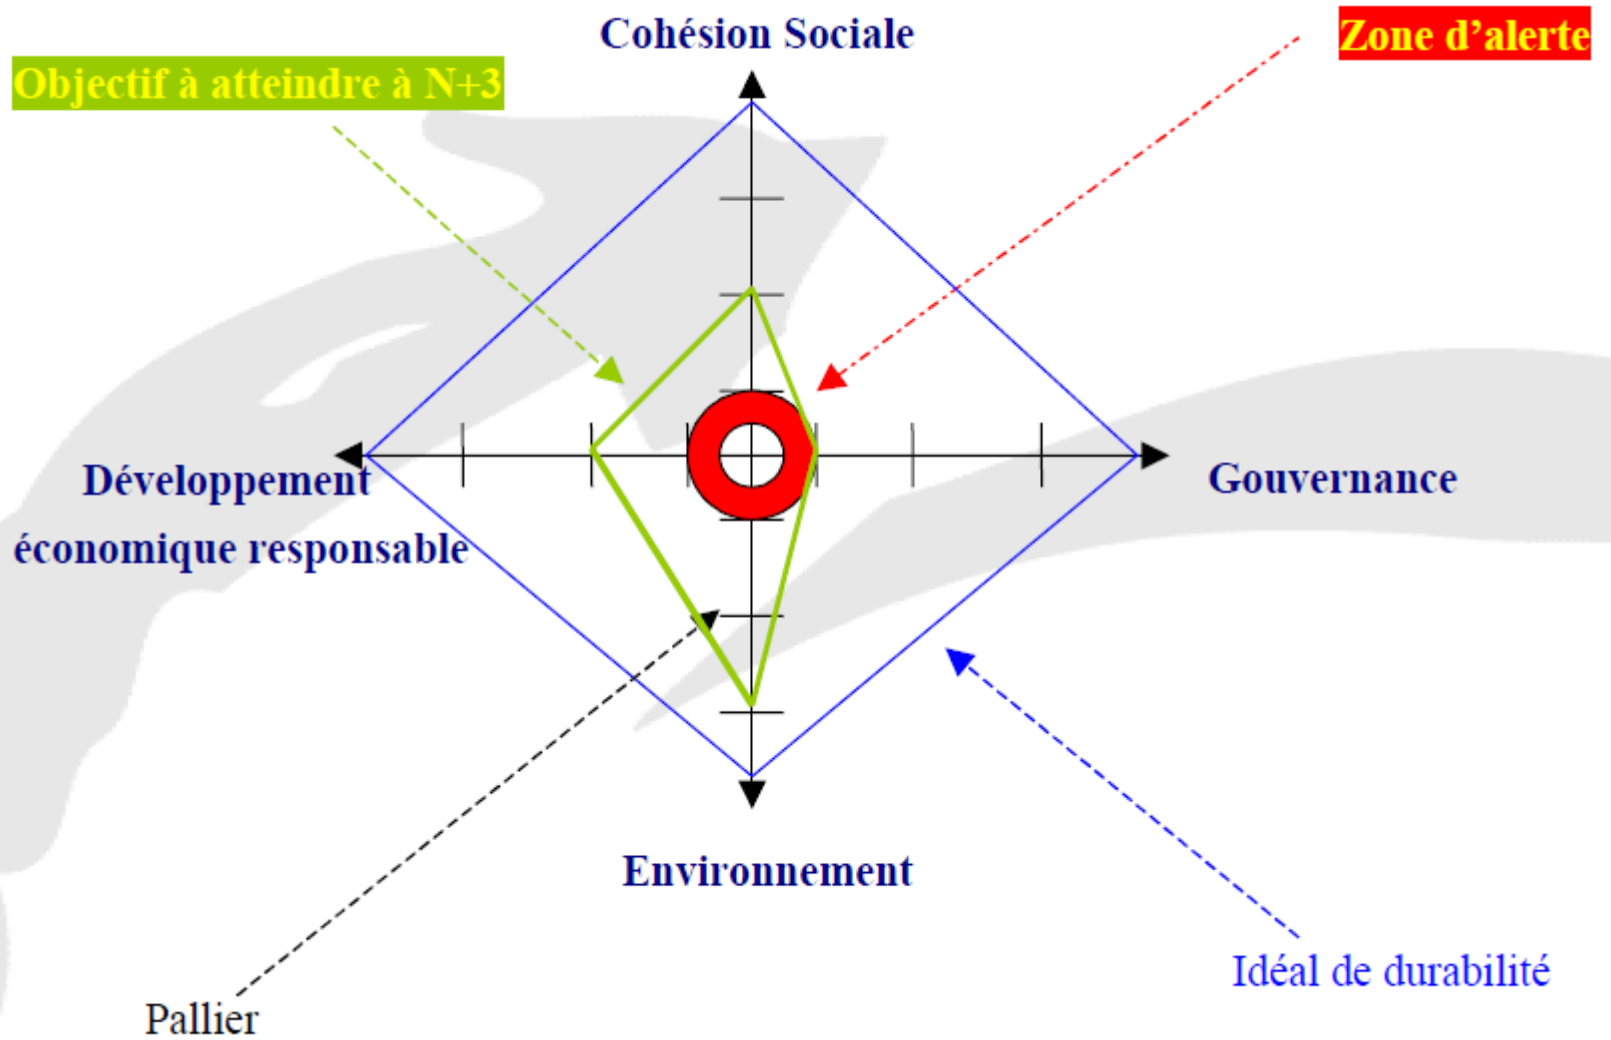 Cohésion Sociale
Zone d’alerte
Objectif à atteindre à N+3
Développement
économique responsable
Gouvernance
Environnement
Idéal de durabilité
Pallier